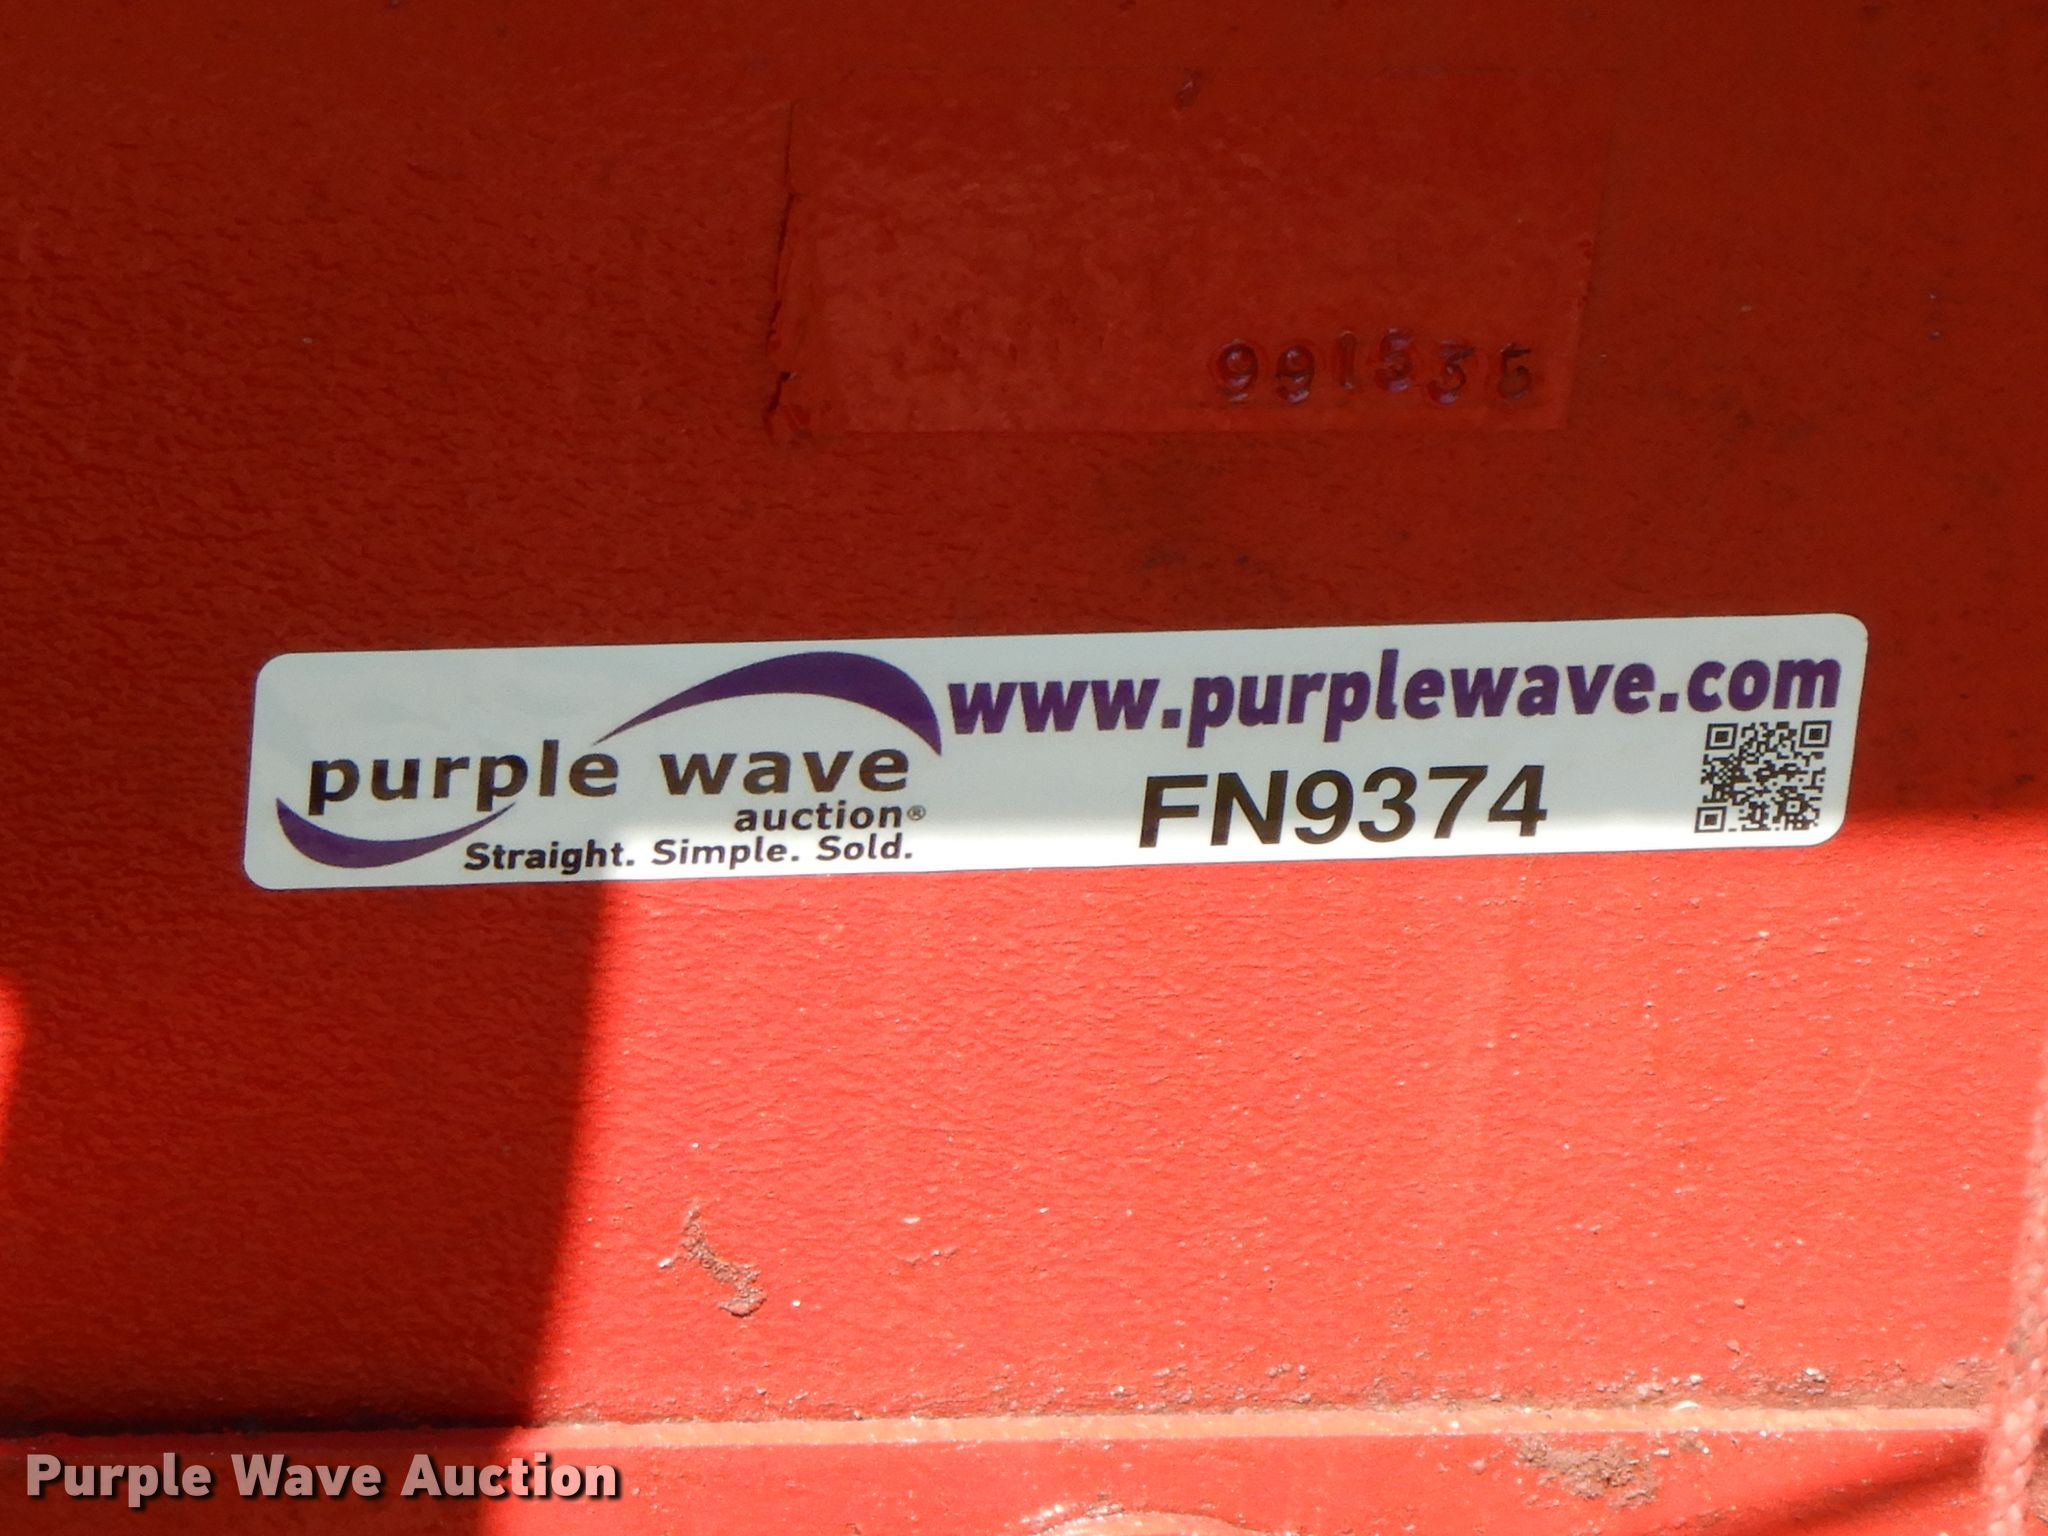 991535
purple wave
auction®
Straight. Simple. Sold.
www.purplewave.com
FN9374
Purple Wave Auction